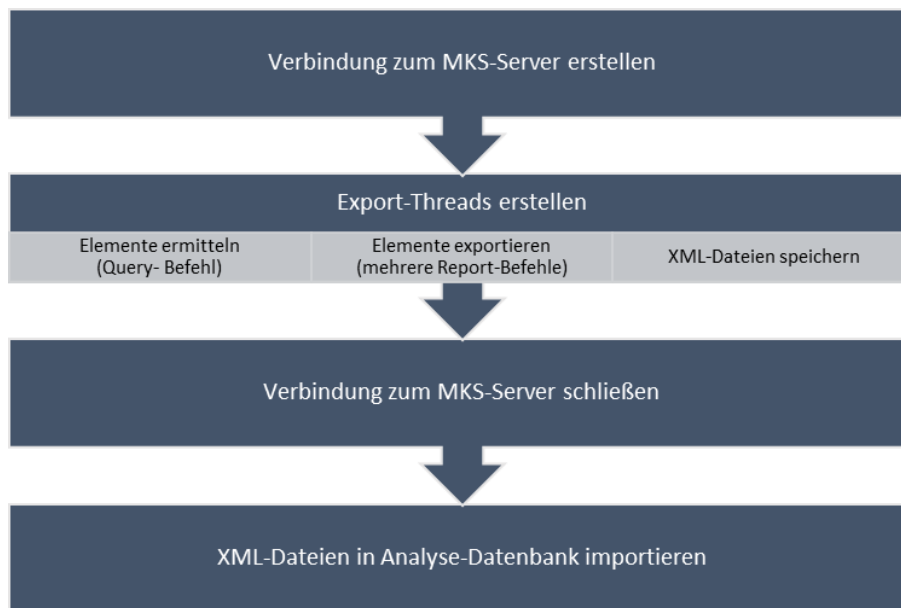 Verbindung zum MKS-Server erstellen
Export-Threads erstellen
Elemente ermitteln
(Query- Befehl)
Elemente exportieren
(mehrere Report-Befehle)
XML-Dateien speichern
Verbindung zum MKS-Server schließen
XML-Dateien in Analyse-Datenbank importieren